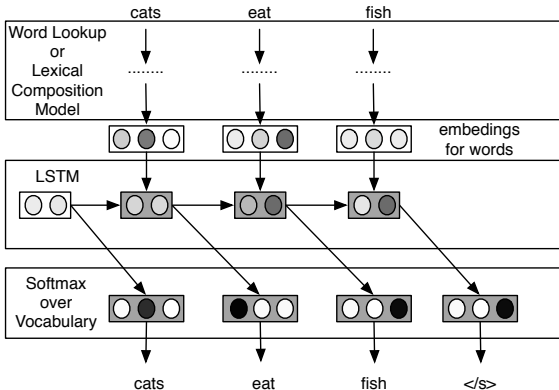 cats eat fish
Word Lookup
or
Lexical
Composition
Model
embedings
for words
LSTM
Softmax
over
Vocabulary
cats eat fish </s>